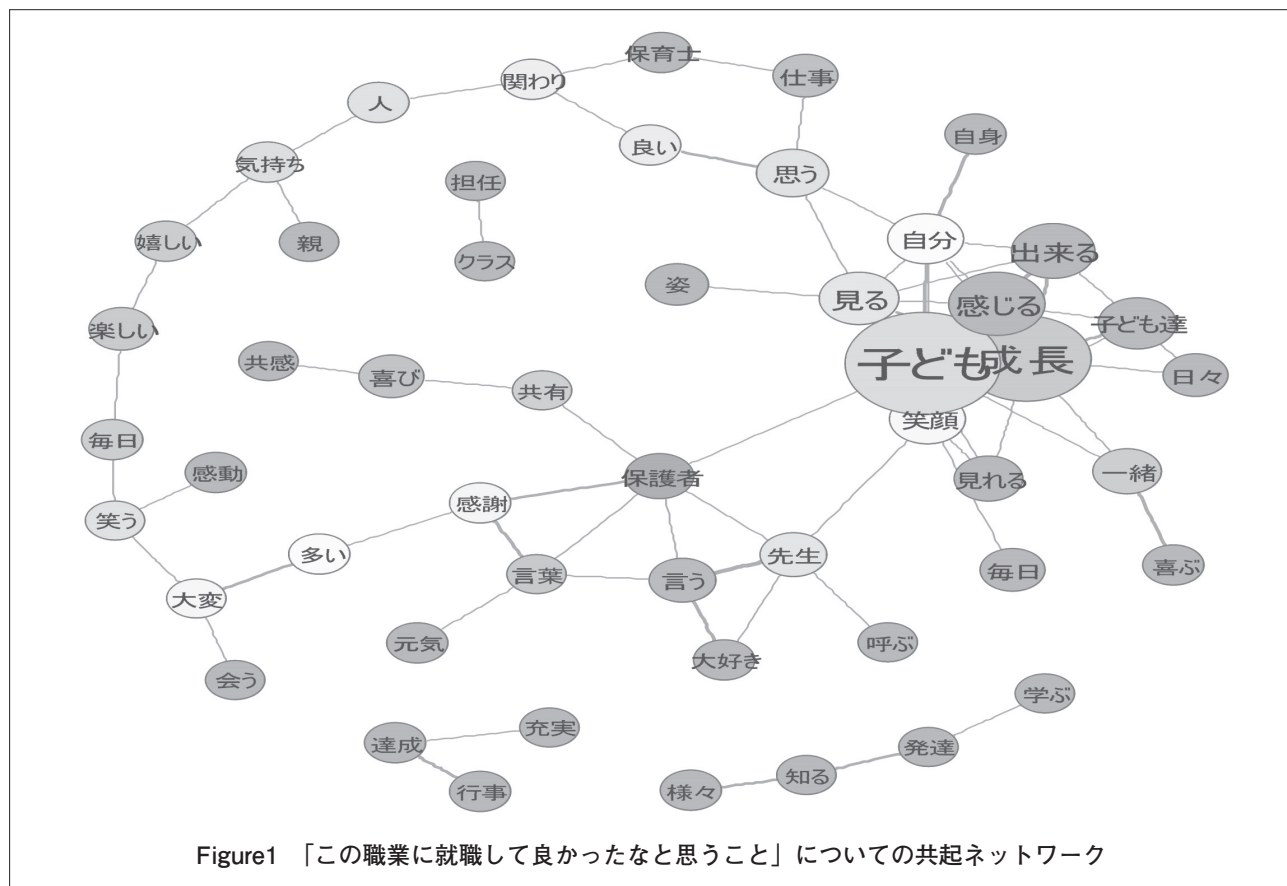 保育士
関わり
仕事
人
自身
良い
気持ち
思う
担任
自分
嬉しい
親
クラス
出来る
姿
見る
感じる
楽しい
子ども達
共感
子ども
成長
喜び
日々
共有
笑顔
毎日
感動
保護者
見れる
一緒
感謝
笑う
多い
先生
大変
言葉
言う
毎日
喜ぶ
元気
大好き
呼ぶ
会う
学ぶ
充実
達成
発達
知る
行事
様々
Figure1 「この職業に就職して良かったなと思うこと」についての共起ネットワーク